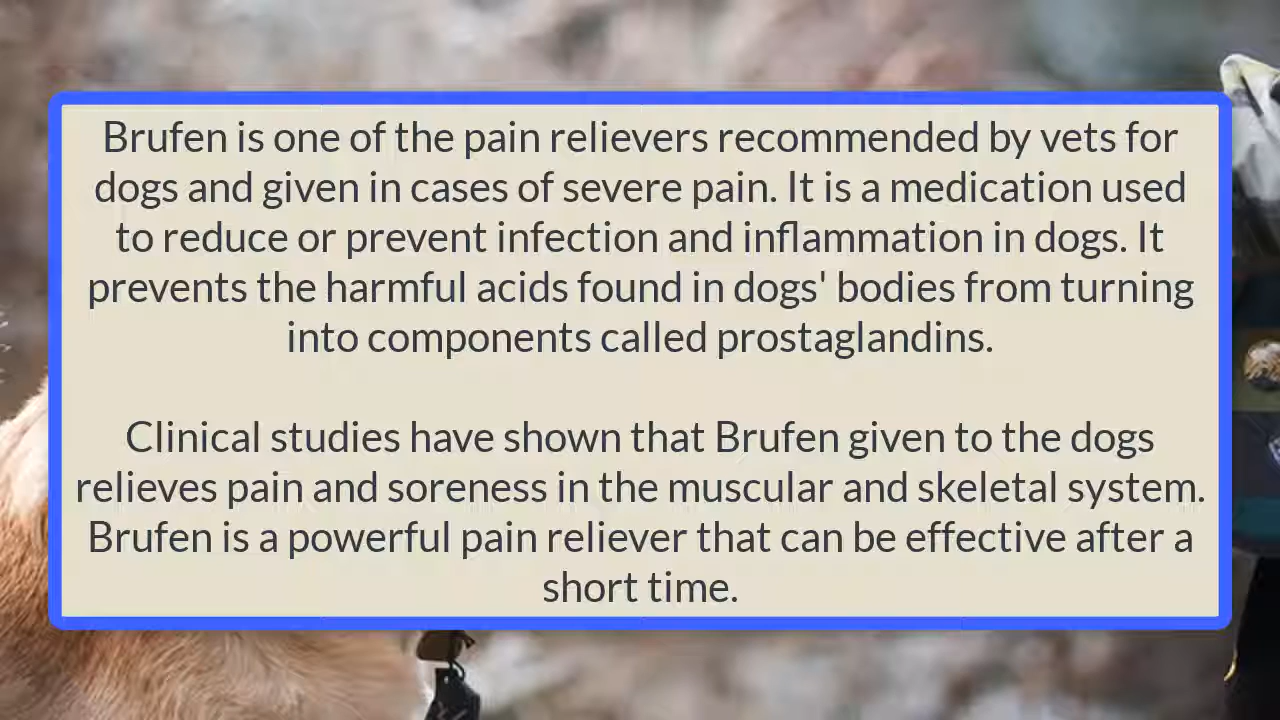 Brufen is one of the pain relievers recommended by vets for
dogs and given in cases of severe pain. It is a medication used
to reduce or prevent infection and inflammation in dogs. It
prevents the harmful acids found in dogs' bodies from turning
into components called prostaglandins.
Clinical studies have shown that Brufen given to the dogs
relieves pain and soreness in the muscular and skeletal system.
Brufen is a powerful pain reliever that can be effective after a
short time.